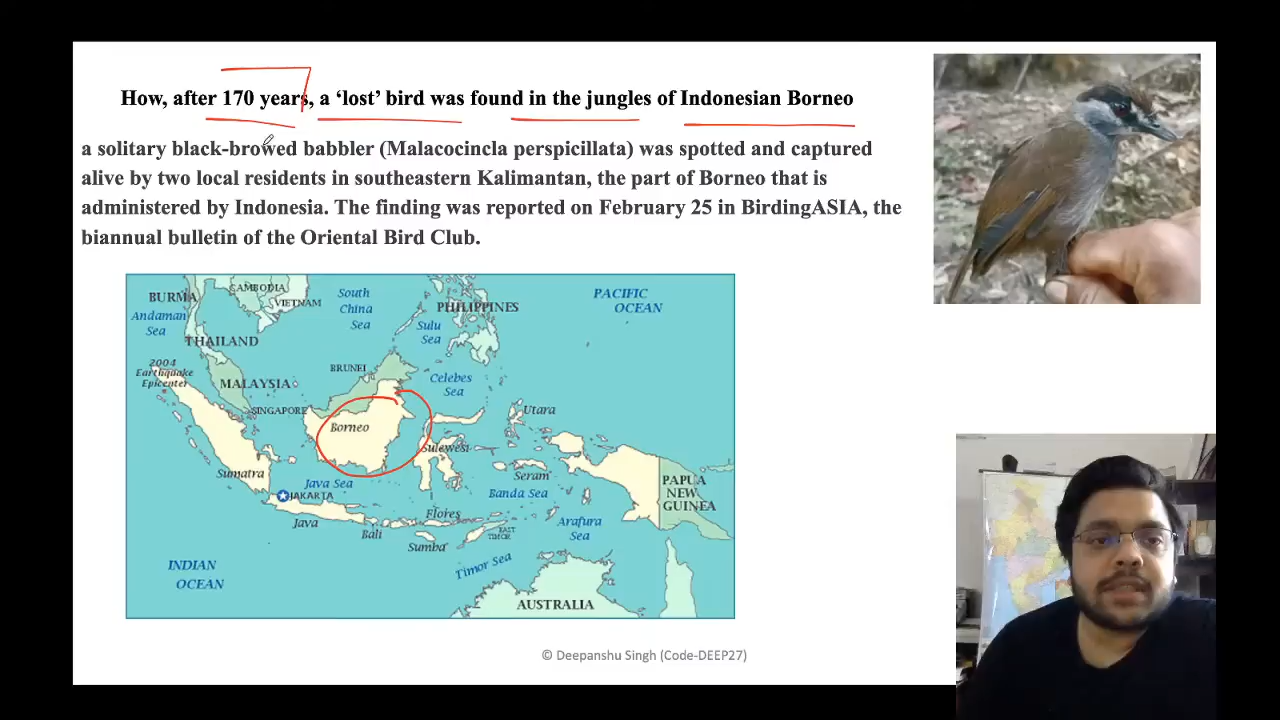 How, after 170 years, a ‘lost’ bird was found in the jungles of Indonesian Borneo
a solitary black-browed babbler (Malacocincla perspicillata) was spotted and captured
alive by two local residents in southeastern Kalimantan, the part of Borneo that is
administered by Indonesia. The finding was reported on February 25 in BirdingASIA, the
biannual bulletin of the Oriental Bird Club.
BURMA
CAMBODIA
VIETNAM
South
China
Sea
PHILIPPINES
PACIFIC
OCEAN
Andaman
Sea
Sulu
Sea
THAILAND
2004
Earthquake
Epicenter
MALAYSIA
BRUNEI
Celebes
Sea
SINGAPORE
Borneo
Utara
Sulewesi
Sumatra
Java Sea
Seram
Banda Sea
PAPUA
NEW
GUINEA
JAKARTA
Java
Bali
Flores
Sumba
EAST
TIMOR
Arafura
Sea
Timor Sea
INDIAN
OCEAN
AUSTRALIA
© Deepanshu Singh (Code-DEEP27)